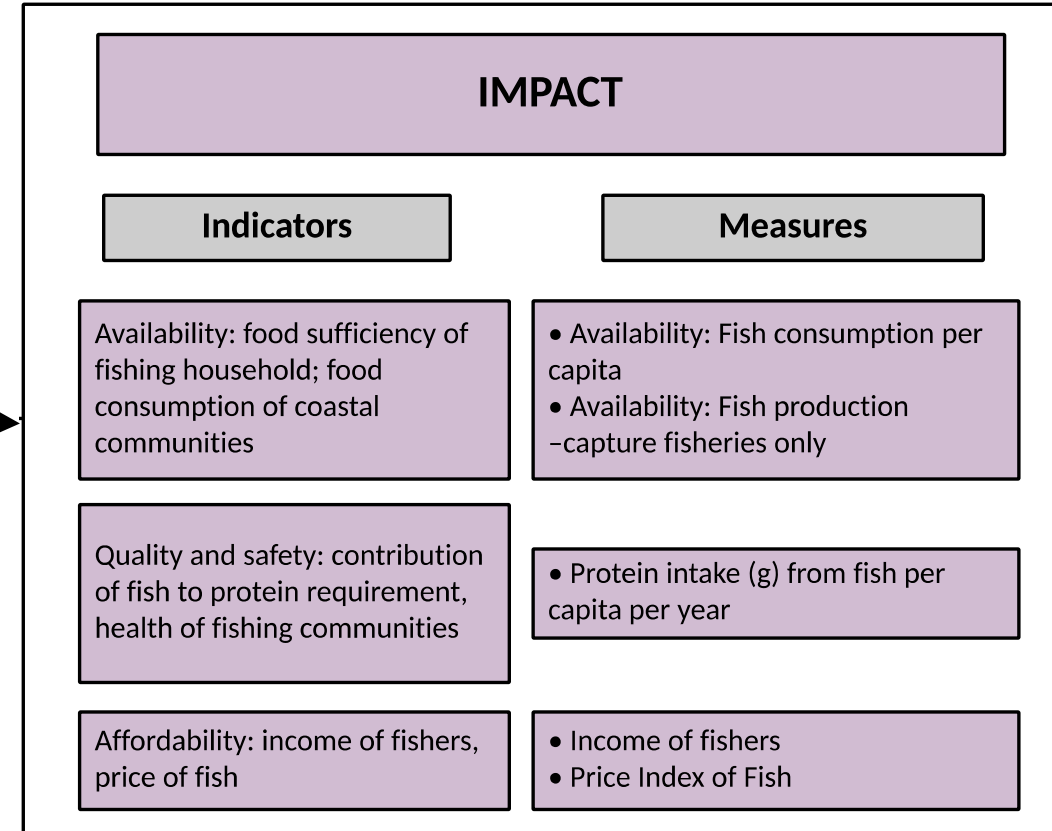 IMPACT
Indicators
Measures
Availability: food sufficiency of
fishing household; food
consumption of coastal
communities
• Availability: Fish consumption per
capita
• Availability: Fish production
–capture fisheries only
Quality and safety: contribution
of fish to protein requirement,
health of fishing communities
• Protein intake (g) from fish per
capita per year
Affordability: income of fishers,
price of fish
• Income of fishers
• Price Index of Fish